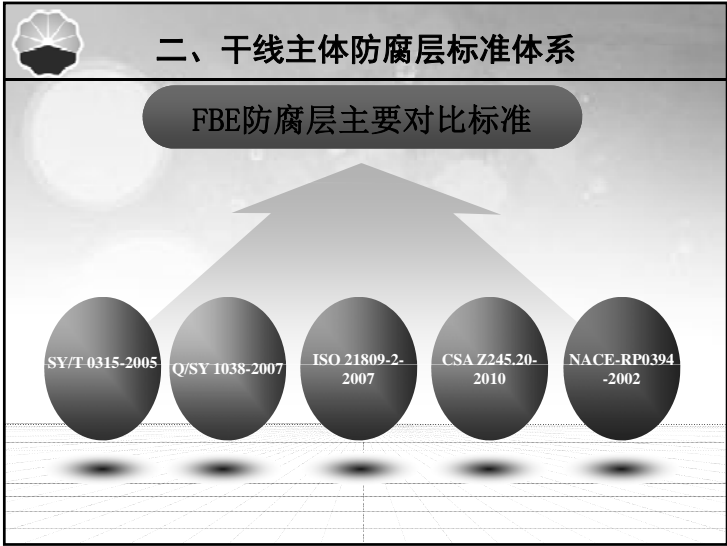 二、干线主体防腐层标准体系
FBE防腐层主要对比标准
SY/T 0315-2005
Q/SY 1038-2007
ISO 21809-2-
2007
CSA Z245.20-
2010
NACE-RP0394
-2002